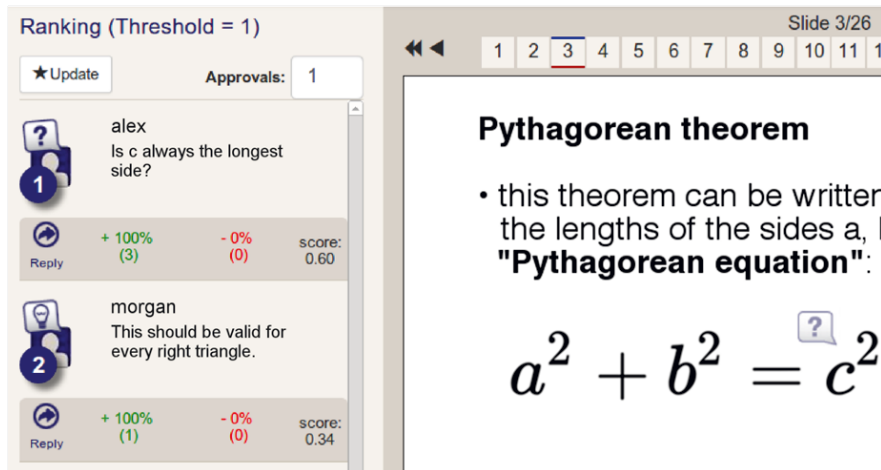 Ranking (Threshold = 1)
★Update
Approvals: 1
?
alex
Is c always the longest
side?
1
Reply
+ 100%
(3)
- 0%
(0)
score:
0.60
morgan
This should be valid for
every right triangle.
2
Reply
+ 100%
(1)
- 0%
(0)
score:
0.34
Slide 3/26
1 2 3 4 5 6 7 8 9 10 11
Pythagorean theorem
• this theorem can be written
the lengths of the sides a,
"Pythagorean equation":
?
a² + b² = c²